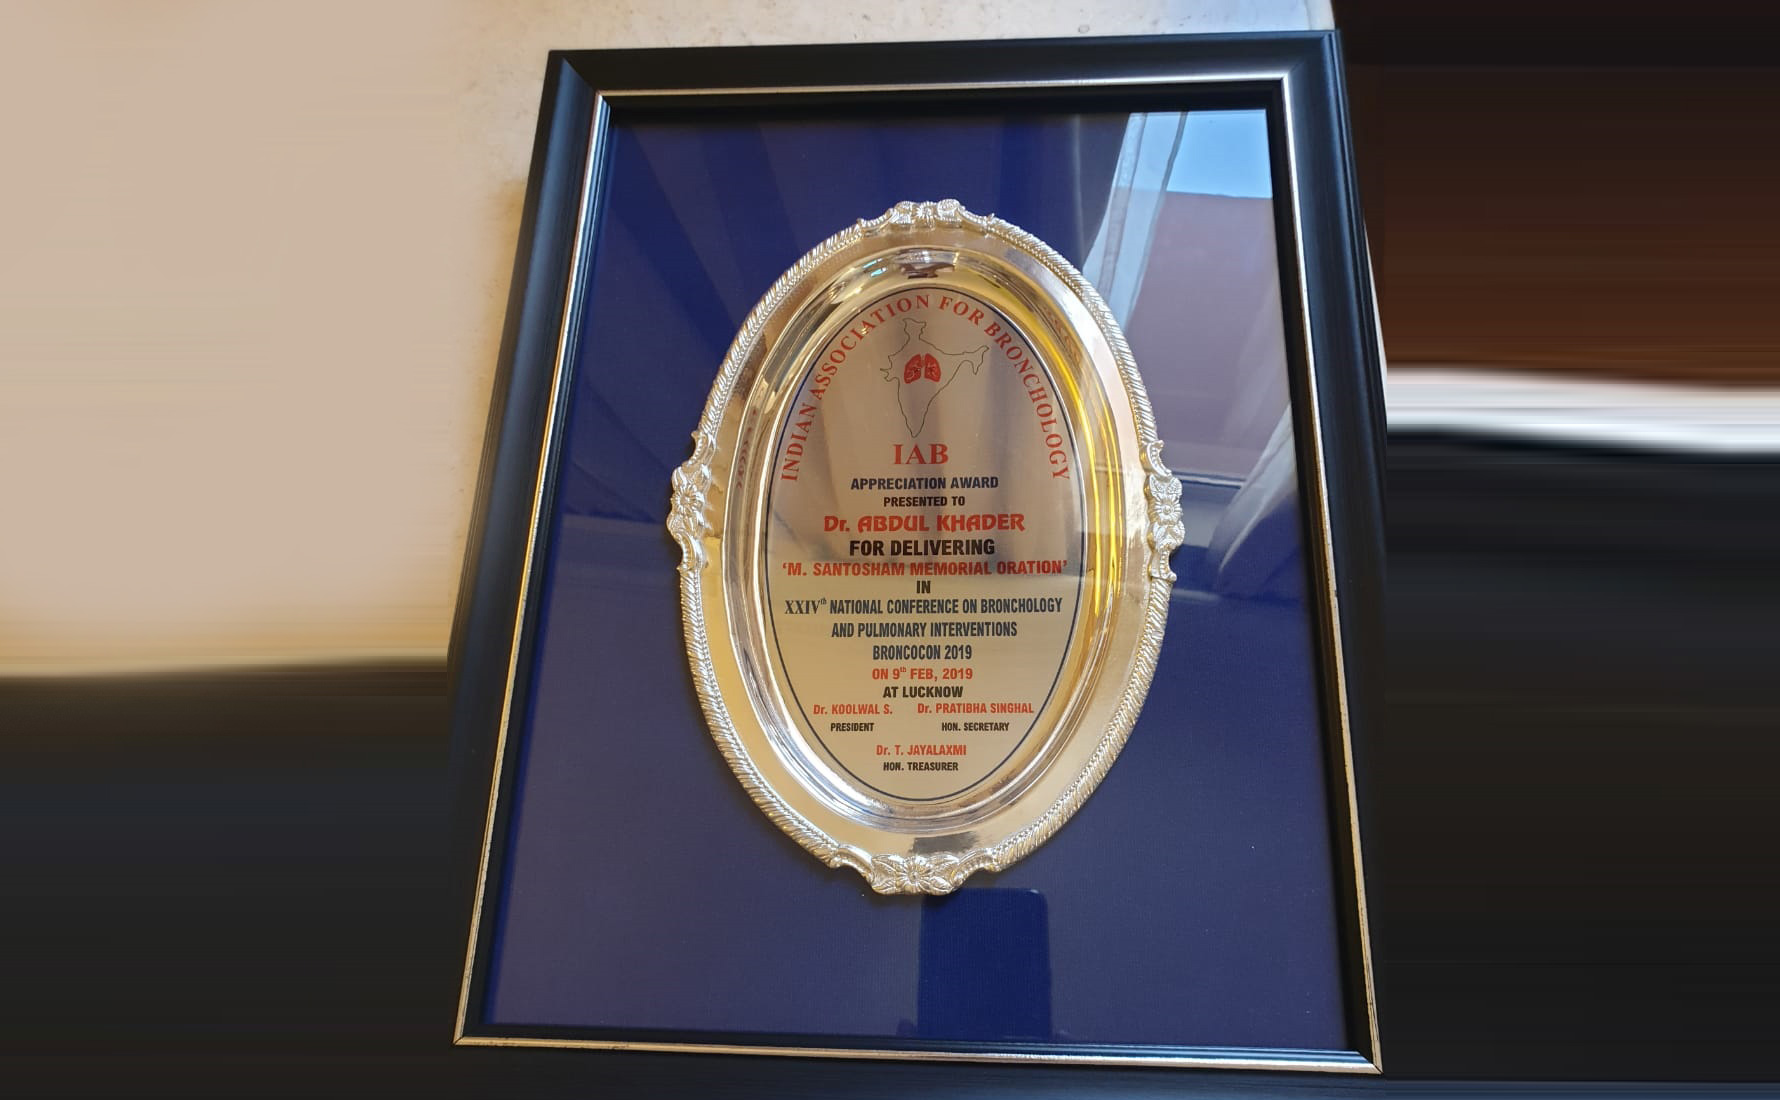 INDIAN ASSOCIATION FOR BRONCHOLOGY
IAB
APPRECIATION AWARD
PRESENTED TO
Dr. ABDUL KHADER
FOR DELIVERING
‘M. SANTOSHAM MEMORIAL ORATION’
IN
XXIVth NATIONAL CONFERENCE ON BRONCHOLOGY
AND PULMONARY INTERVENTIONS
BRONCOCON 2019
ON 9th FEB, 2019
AT LUCKNOW
Dr. KOOLWAL S. Dr. PRATIBHA SINGHAL
PRESIDENT HON. SECRETARY
Dr. T. JAYALAXMI
HON. TREASURER